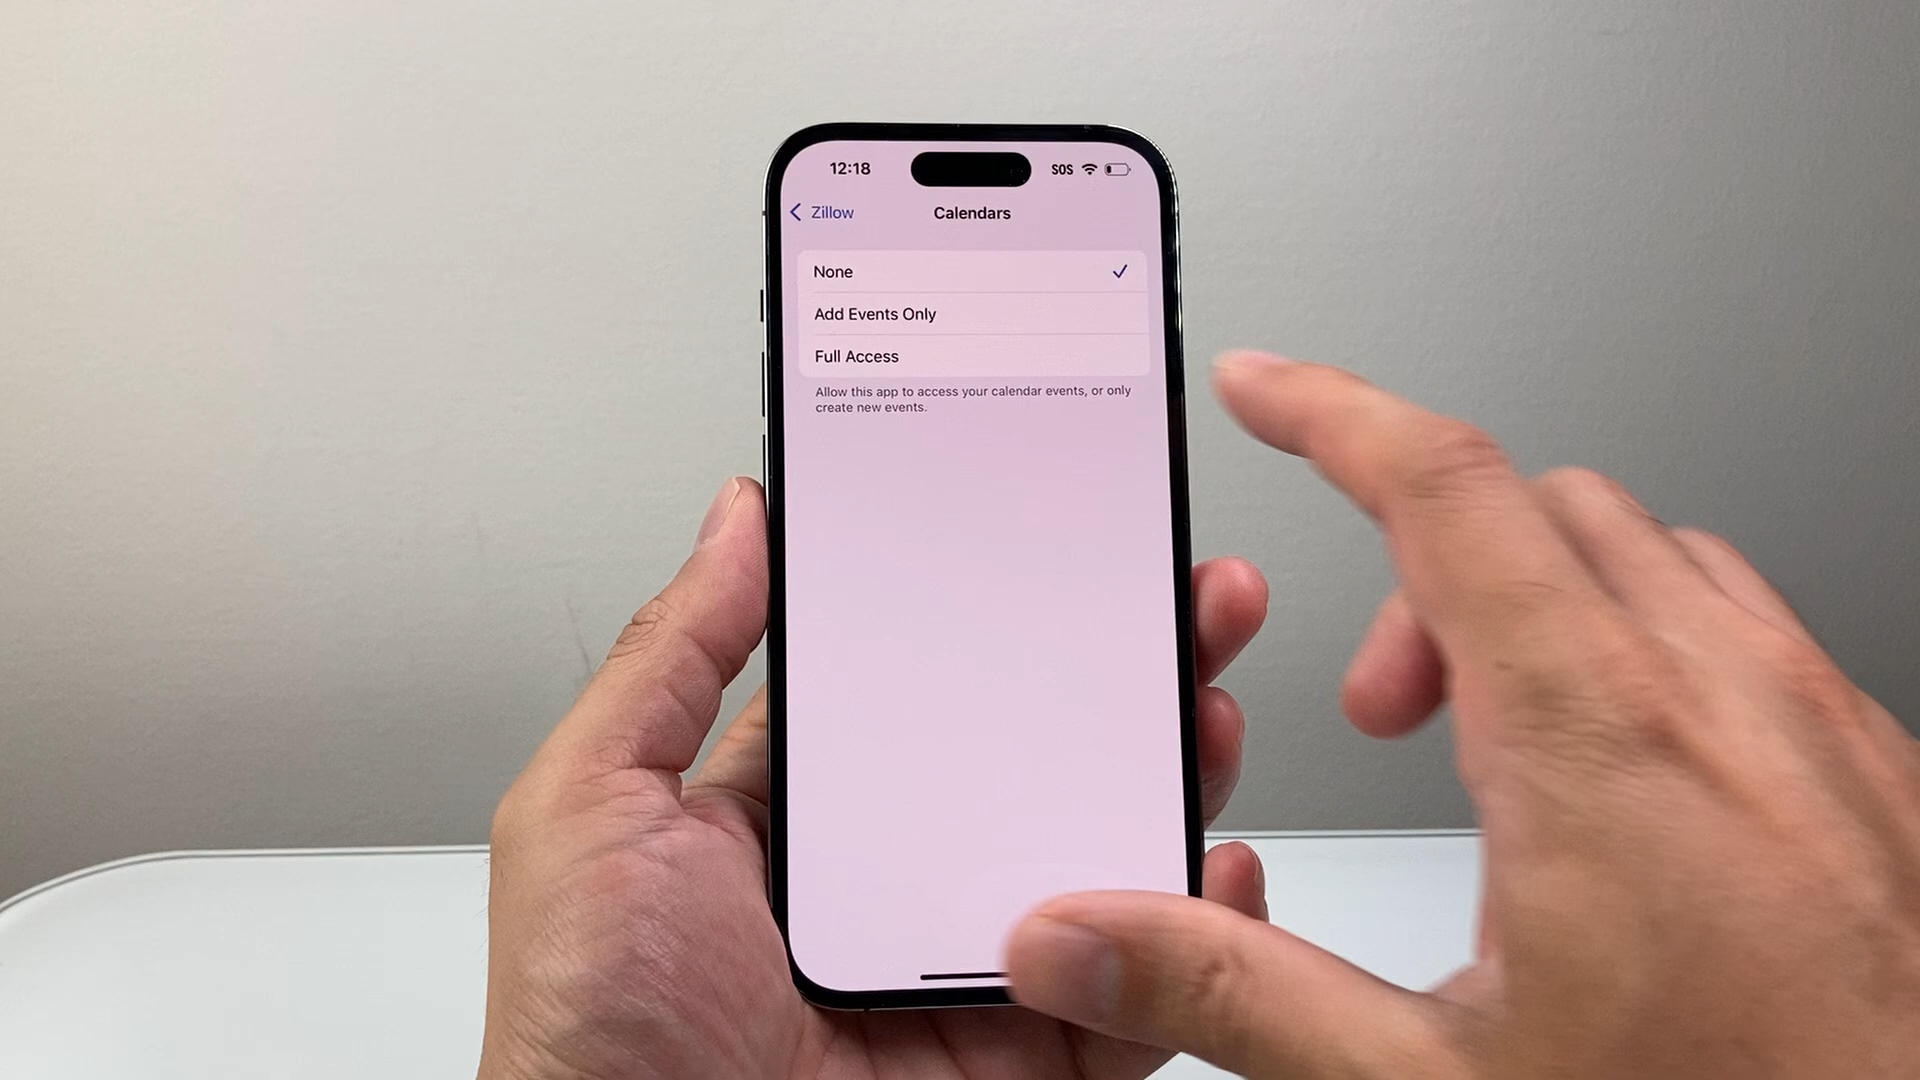 12:18 SOS
Zillow Calendars
None
Add Events Only
Full Access
Allow this app to access your calendar events, or only
create new events.